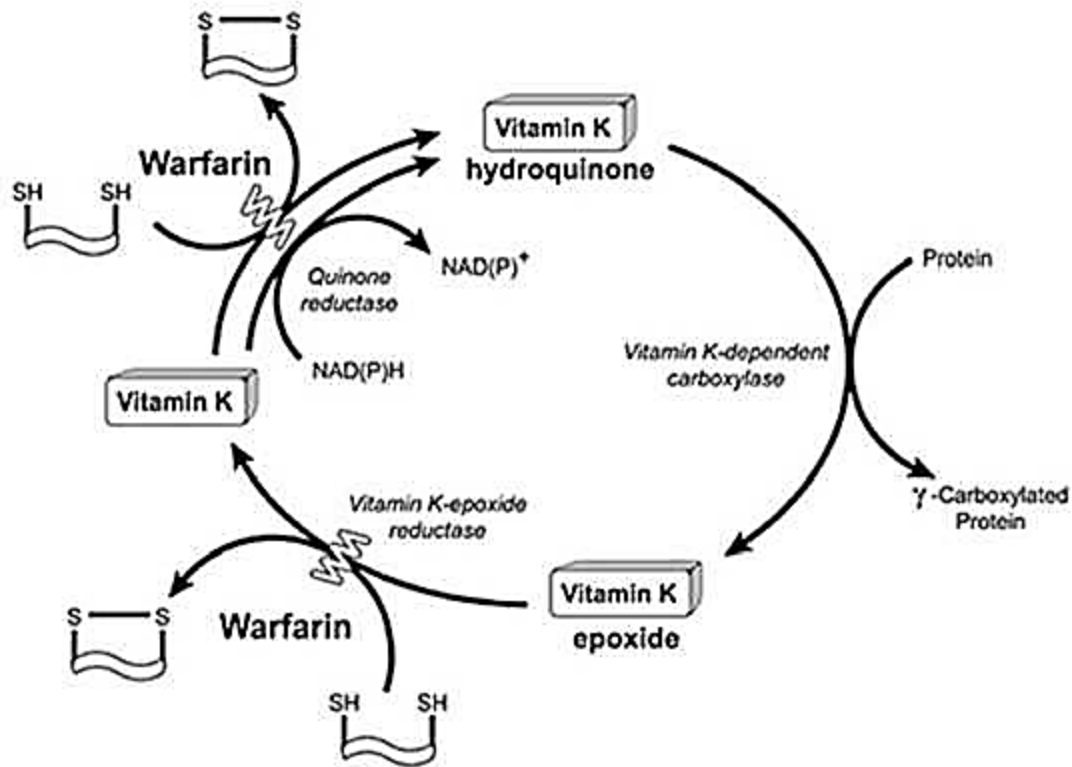 S S
Vitamin K
hydroquinone
Warfarin
SH SH
NAD(P)+
Quinone
reductase
Protein
Vitamin K-dependent
carboxylase
NAD(P)H
Vitamin K
γ-Carboxylated
Protein
Vitamin K-epoxide
reductase
Vitamin K
epoxide
S S
Warfarin
SH SH